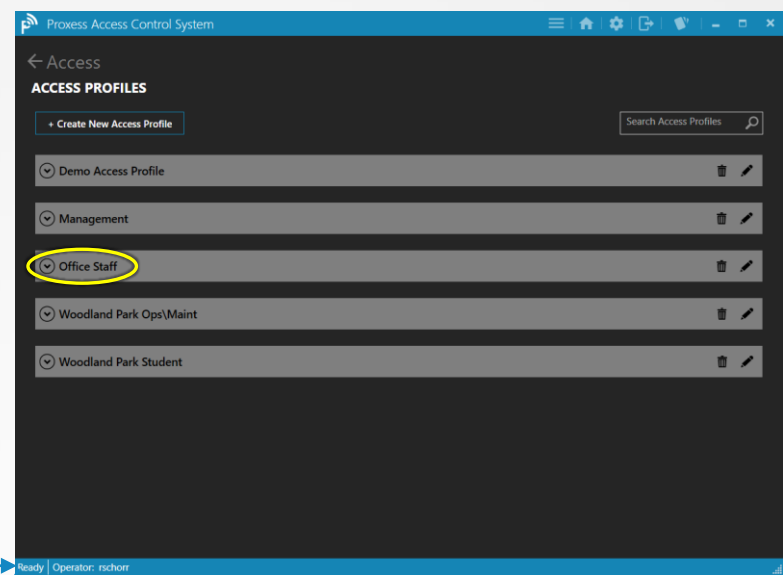 Proxess Access Control System
Access
ACCESS PROFILES
+ Create New Access Profile
Search Access Profiles
Demo Access Profile
Management
Office Staff
Woodland Park Ops\Maint
Woodland Park Student
Ready Operator: rschorr